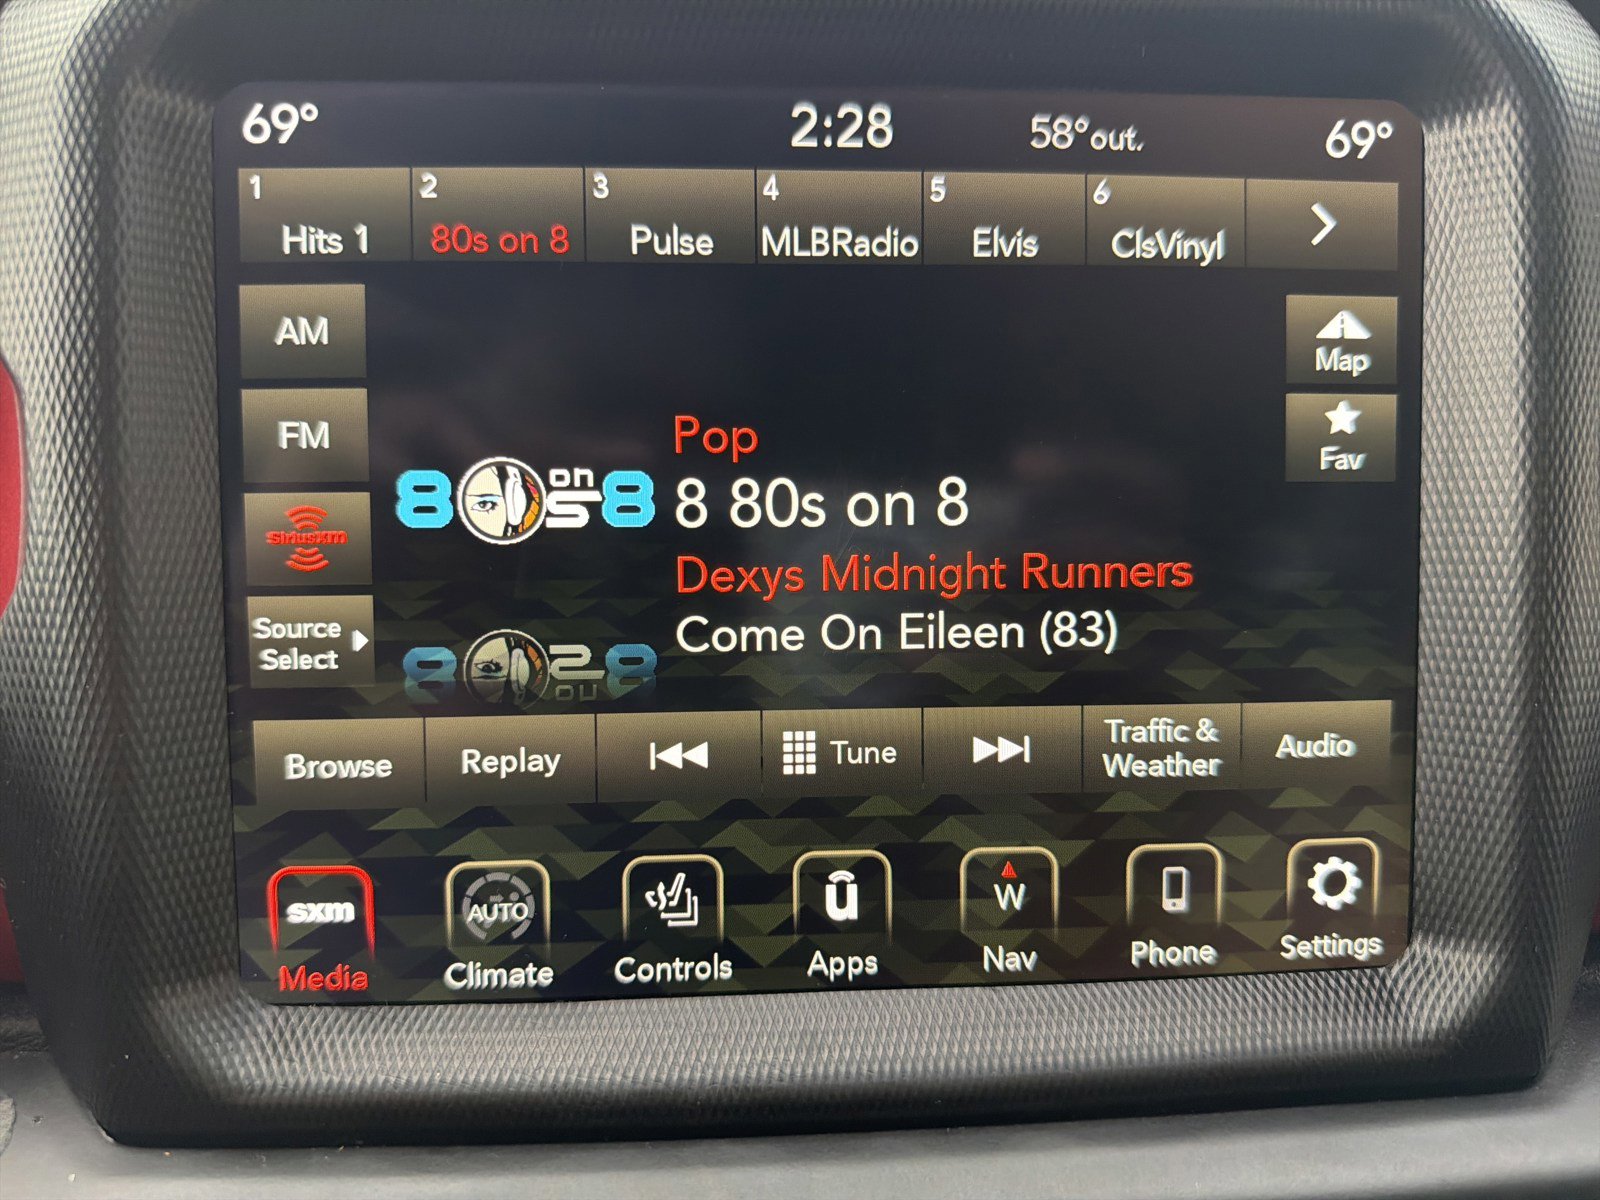 69° 2:28 58° out. 69°
1 2 3 4 5 6
Hits 1 80s on 8 Pulse MLBRadio Elvis ClsVinyl
AM
Map
FM
Fav
Pop
80s on 8
8 80s on 8
SiriusXM
Dexys Midnight Runners
Come On Eileen (83)
Source
Select
Browse Replay Tune Traffic & Audio
Weather
sxm AUTO u W
Media Climate Controls Apps Nav Phone Settings